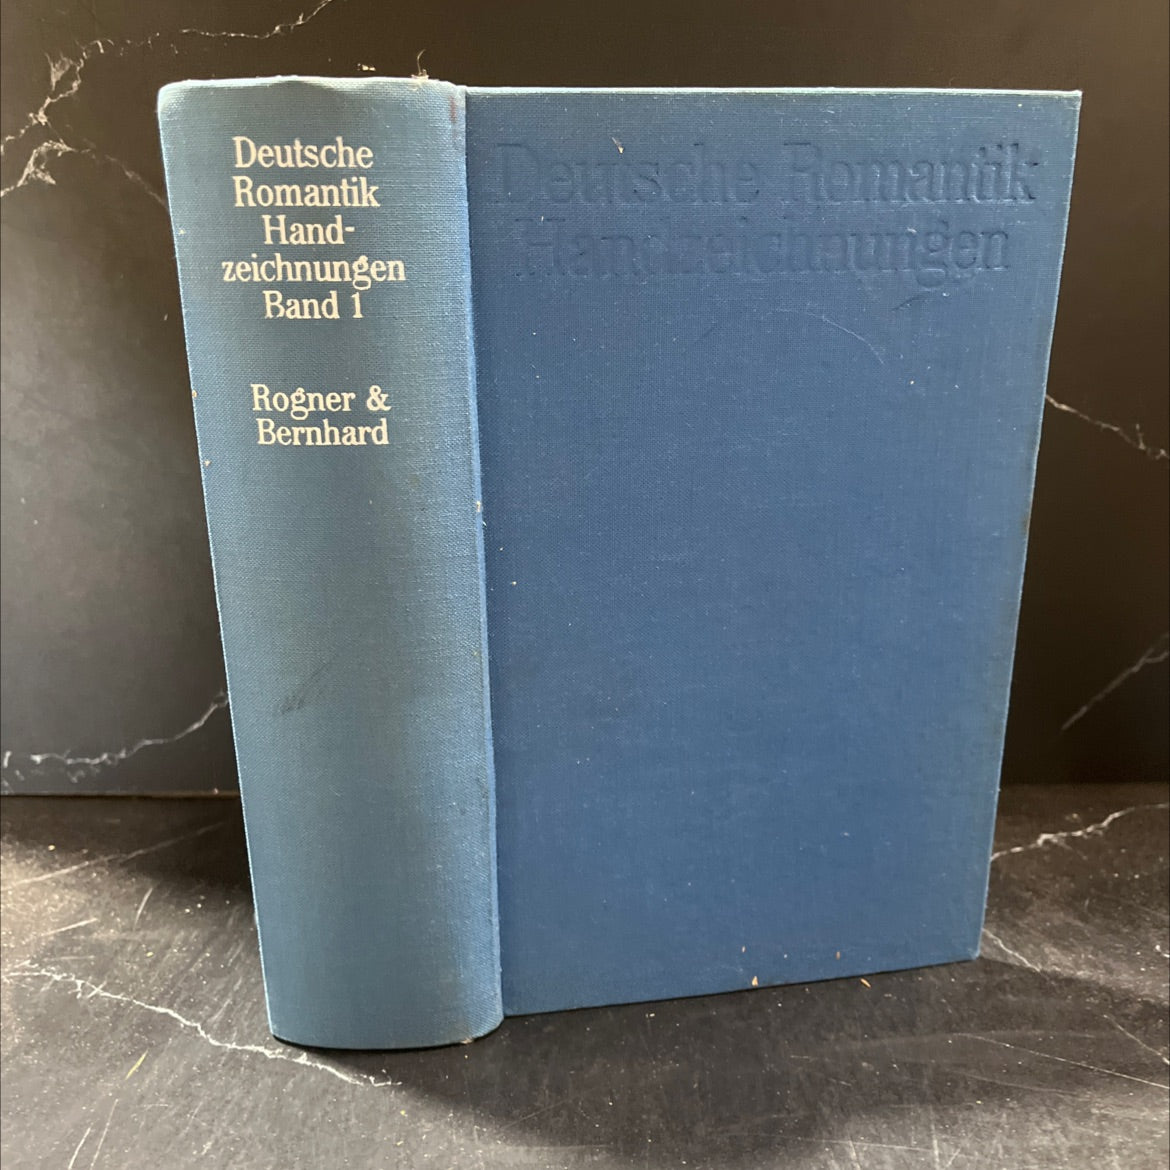 Deutsche
Romantik
Hand-
zeichnungen
Band 1
Rogner &
Bernhard
Deutsche Romantik
Handzeichnungen